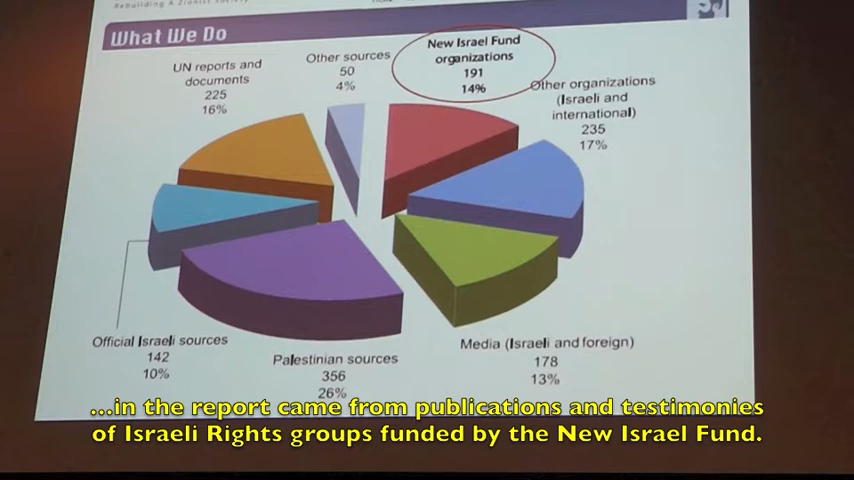 Rebuilding A Zionist Society
What We Do
New Israel Fund
organizations
191
14%
Other sources
50
4%
UN reports and
documents
225
16%
Other organizations
(Israeli and
international)
235
17%
Official Israeli sources
142
10%
Palestinian sources
356
26%
Media (Israeli and foreign)
178
13%
...in the report came from publications and testimonies
of Israeli Rights groups funded by the New Israel Fund.